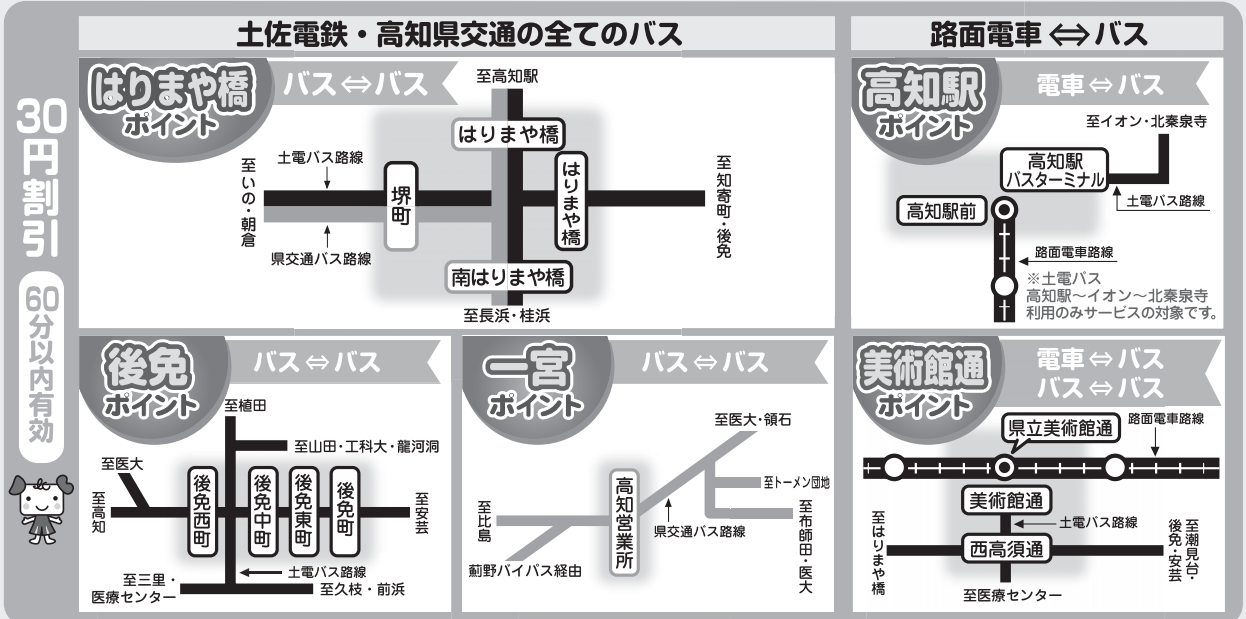 土佐電鉄・高知県交通の全てのバス
路面電車⇔バス
30円割引
60分以内有効
はりまや橋
ポイント
バス⇔バス
至高知駅
はりまや橋
土電バス路線
至いの・朝倉
堺町
はりまや橋
至知寄町・後免
県交通バス路線
南はりまや橋
至長浜・桂浜
高知駅
ポイント
電車⇔バス
至イオン・北秦泉寺
高知駅
バスターミナル
土電バス路線
高知駅前
路面電車路線
※土電バス
高知駅～イオン～北秦泉寺
利用のみサービスの対象です。
後免
ポイント
バス⇔バス
至植田
至山田・工科大・龍河洞
至医大
至高知
後免西町
後免中町
後免東町
後免町
至安芸
土電バス路線
至三里・
医療センター
至久枝・前浜
一宮
ポイント
バス⇔バス
至医大・領石
至トーメン団地
高知営業所
至比島
県交通バス路線
至布師田・医大
薊野バイパス経由
美術館通
ポイント
電車⇔バス
バス⇔バス
県立美術館通
路面電車路線
美術館通
土電バス路線
至はりまや橋
西高須通
至潮見台・
後免・安芸
至医療センター